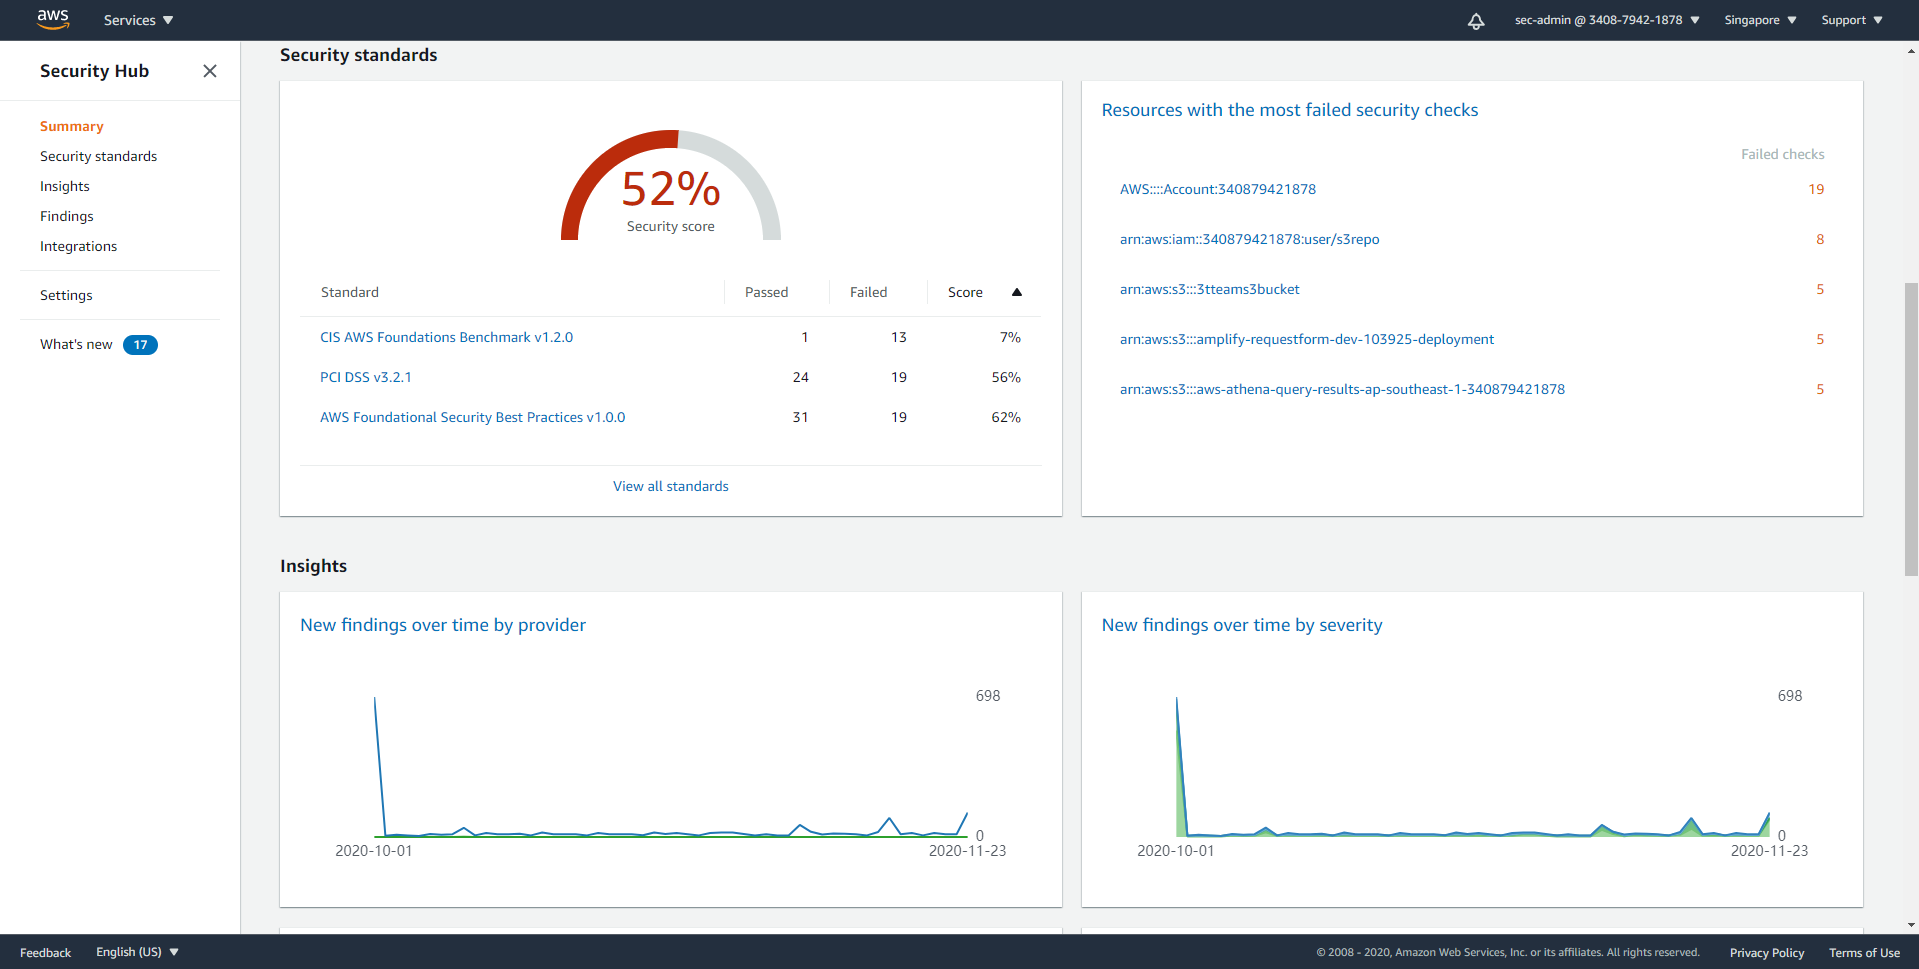 aws
Services
sec-admin @ 3408-7942-1878
Singapore
Support
Security Hub
Summary
Security standards
Insights
Findings
Integrations
Settings
What's new 17
Security standards
52%
Security score
Standard Passed Failed Score
CIS AWS Foundations Benchmark v1.2.0 1 13 7%
PCI DSS v3.2.1 24 19 56%
AWS Foundational Security Best Practices v1.0.0 31 19 62%
View all standards
Resources with the most failed security checks
Failed checks
AWS::::Account:340879421878 19
arn:aws:iam::340879421878:user/s3repo 8
arn:aws:s3:::3tteams3bucket 5
arn:aws:s3:::amplify-requestform-dev-103925-deployment 5
arn:aws:s3:::aws-athena-query-results-ap-southeast-1-340879421878 5
Insights
New findings over time by provider
698
0
2020-10-01 2020-11-23
New findings over time by severity
698
0
2020-10-01 2020-11-23
Feedback
English (US)
© 2008 - 2020, Amazon Web Services, Inc. or its affiliates. All rights reserved.
Privacy Policy
Terms of Use